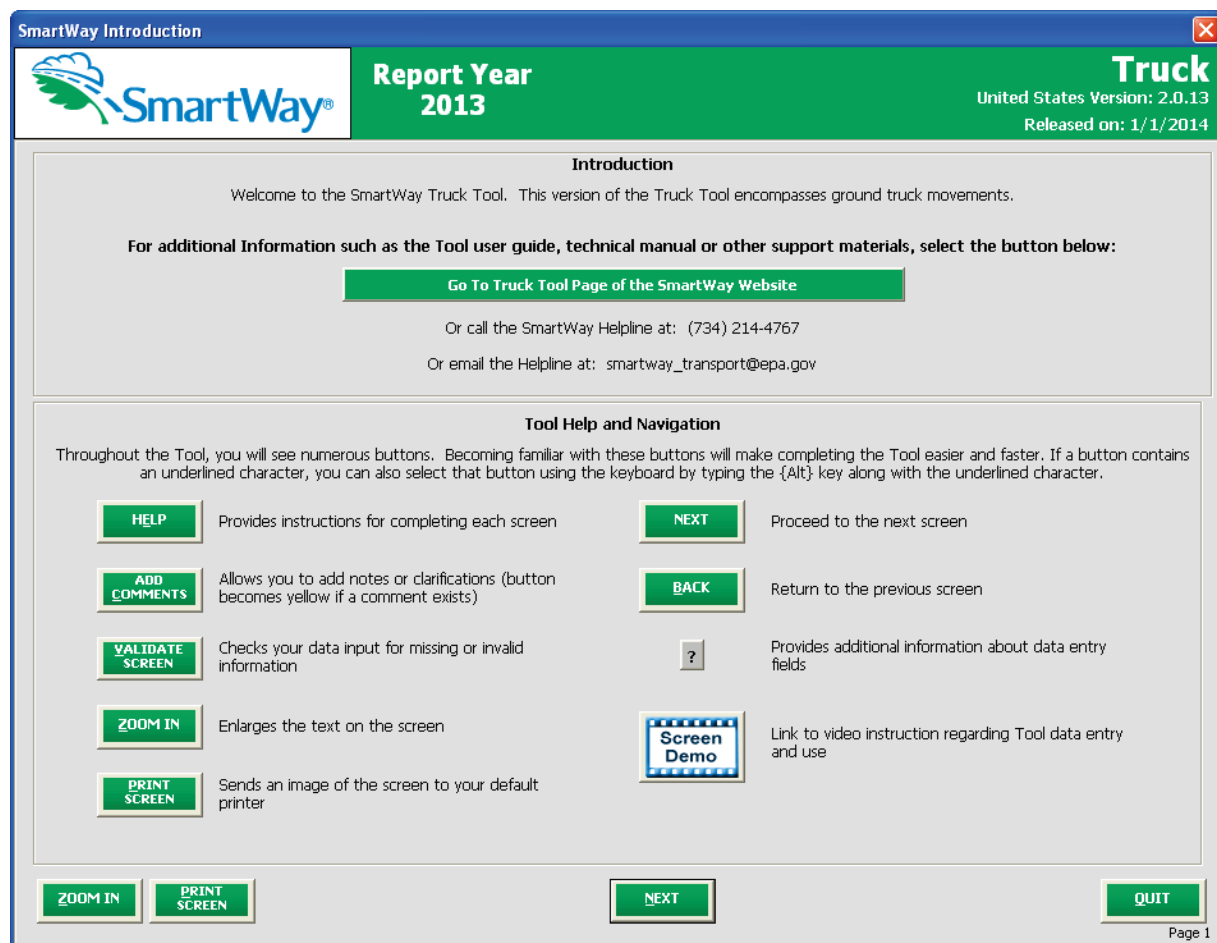 SmartWay Introduction
SmartWay®
Report Year
2013
Truck
United States Version: 2.0.13
Released on: 1/1/2014
Introduction
Welcome to the SmartWay Truck Tool.  This version of the Truck Tool encompasses ground truck movements.
For additional Information such as the Tool user guide, technical manual or other support materials, select the button below:
Go To Truck Tool Page of the SmartWay Website
Or call the SmartWay Helpline at:  (734) 214-4767
Or email the Helpline at:  smartway_transport@epa.gov
Tool Help and Navigation
Throughout the Tool, you will see numerous buttons.  Becoming familiar with these buttons will make completing the Tool easier and faster. If a button contains
an underlined character, you can also select that button using the keyboard by typing the {Alt} key along with the underlined character.
HELP
Provides instructions for completing each screen
ADD
COMMENTS
Allows you to add notes or clarifications (button
becomes yellow if a comment exists)
VALIDATE
SCREEN
Checks your data input for missing or invalid
information
ZOOM IN
Enlarges the text on the screen
PRINT
SCREEN
Sends an image of the screen to your default
printer
NEXT
Proceed to the next screen
BACK
Return to the previous screen
?
Provides additional information about data entry
fields
Screen
Demo
Link to video instruction regarding Tool data entry
and use
ZOOM IN
PRINT
SCREEN
NEXT
QUIT
Page 1